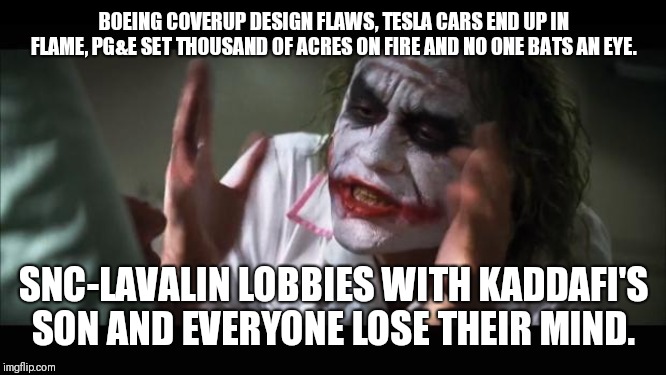 BOEING COVERUP DESIGN FLAWS, TESLA CARS END UP IN
FLAME, PG&E SET THOUSAND OF ACRES ON FIRE AND NO ONE BATS AN EYE.
SNC-LAVALIN LOBBIES WITH KADDAFI'S
SON AND EVERYONE LOSE THEIR MIND.
imgflip.com